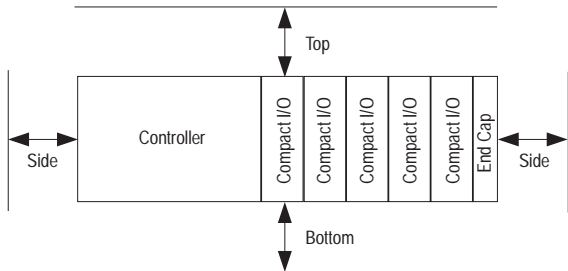 Top
Side
Controller
Compact I/O
Compact I/O
Compact I/O
Compact I/O
Compact I/O
End Cap
Side
Bottom